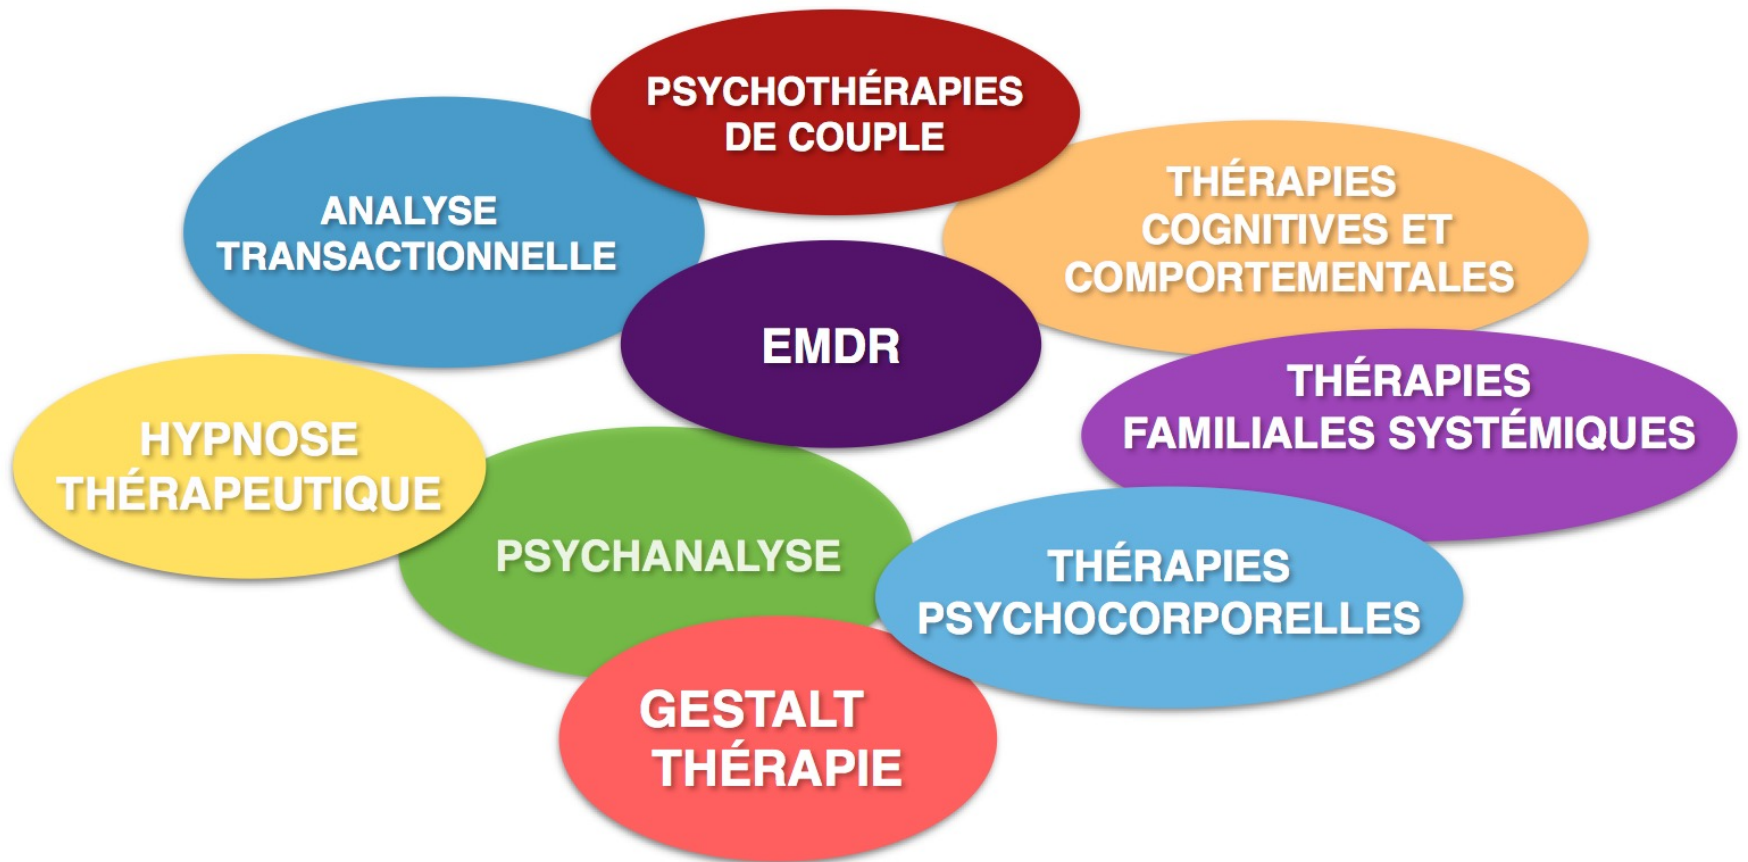 PSYCHOTHÉRAPIES
DE COUPLE
ANALYSE
TRANSACTIONNELLE
THÉRAPIES
COGNITIVES ET
COMPORTEMENTALES
EMDR
THÉRAPIES
FAMILIALES SYSTÉMIQUES
HYPNOSE
THÉRAPEUTIQUE
PSYCHANALYSE
THÉRAPIES
PSYCHOCORPORELLES
GESTALT
THÉRAPIE